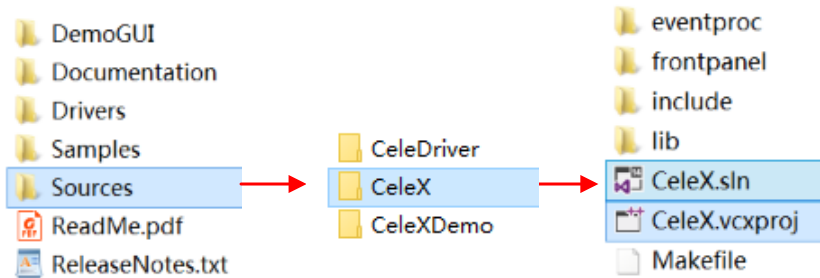 DemoGUI
Documentation
Drivers
Samples
Sources
ReadMe.pdf
ReleaseNotes.txt
CeleDriver
CeleX
CeleXDemo
eventproc
frontpanel
include
lib
CeleX.sln
CeleX.vcxproj
Makefile